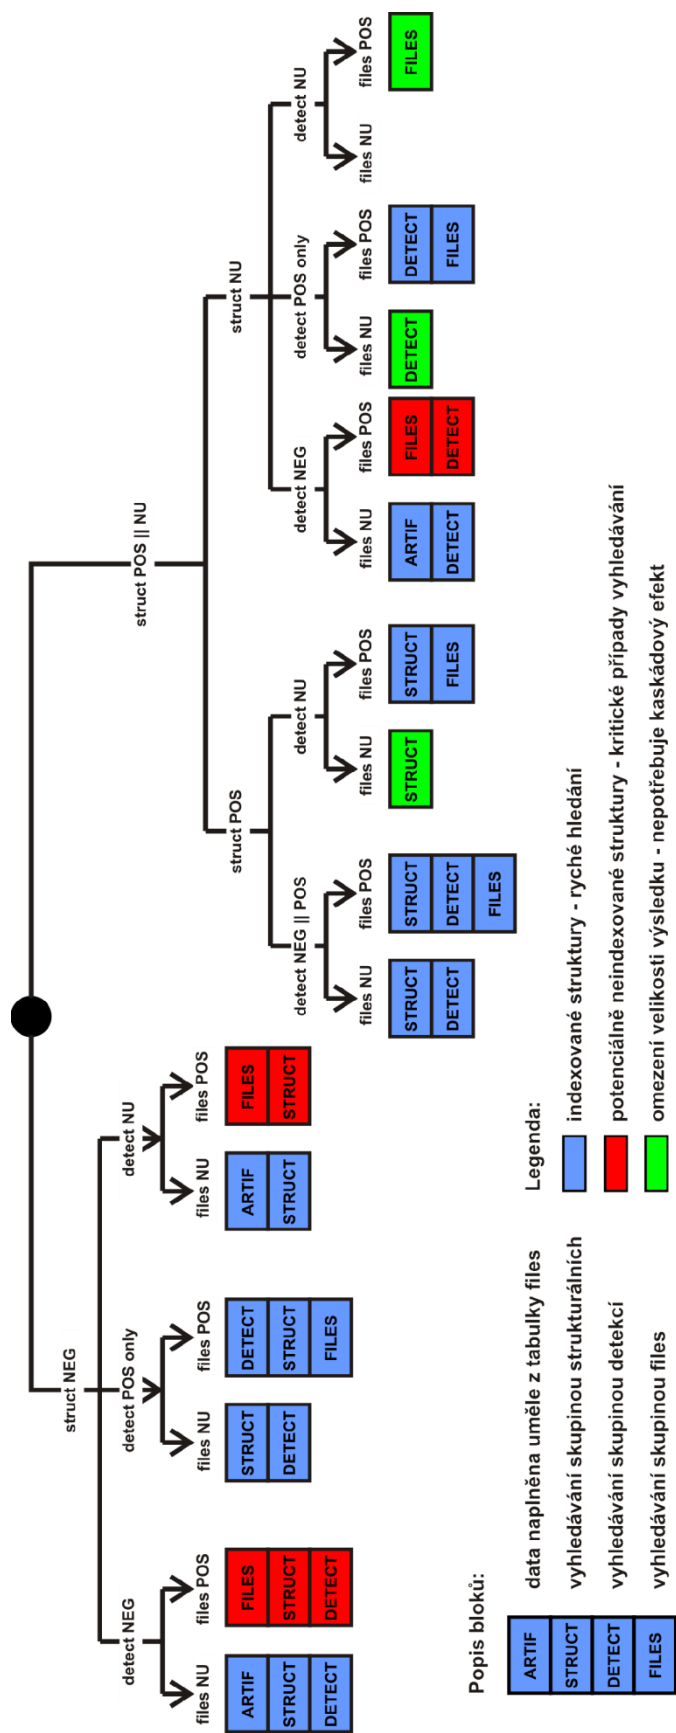 struct NEG
struct POS || NU
detect NEG
detect POS only
detect NU
struct POS
struct NU
files NU
files POS
files NU
files POS
files NU
files POS
detect NEG || POS
detect NU
detect NEG
detect POS only
detect NU
ARTIF
STRUCT
DETECT
FILES
STRUCT
DETECT
STRUCT
DETECT
DETECT
STRUCT
FILES
ARTIF
STRUCT
FILES
STRUCT
files NU
files POS
files NU
files POS
files NU
files POS
files NU
files POS
files NU
files POS
STRUCT
DETECT
STRUCT
DETECT
FILES
STRUCT
STRUCT
FILES
ARTIF
DETECT
FILES
DETECT
DETECT
DETECT
FILES
FILES
Popis bloků:
ARTIF
data naplněna uměle z tabulky files
STRUCT
vyhledávání skupinou strukturálních
DETECT
vyhledávání skupinou detekcí
FILES
vyhledávání skupinou files
Legenda:
indexované struktury - ryché hledání
potenciálně neindexované struktury - kritické případy vyhledávání
omezení velikosti výsledku - nepotřebuje kaskádový efekt